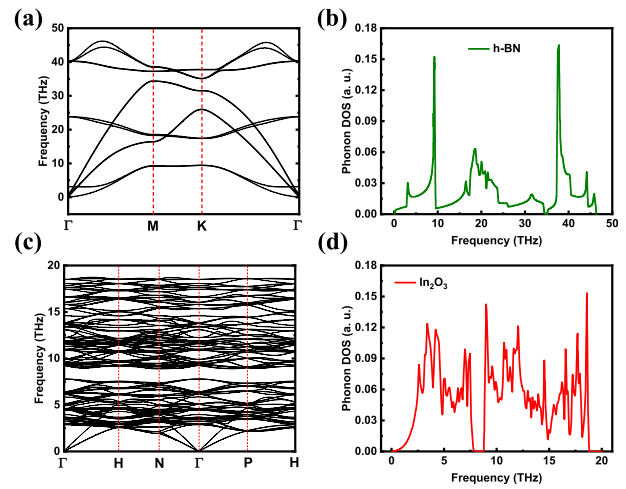 (a)
50
40
30
20
10
0
Frequency (THz)
Γ M K Γ
(b)
0.18
0.15
0.12
0.09
0.06
0.03
0.00
Phonon DOS (a. u.)
h-BN
0 10 20 30 40 50
Frequency (THz)
(c)
20
15
10
5
0
Frequency (THz)
Γ H N Γ P H
(d)
0.18
0.15
0.12
0.09
0.06
0.03
0.00
Phonon DOS (a. u.)
In₂O₃
0 5 10 15 20
Frequency (THz)